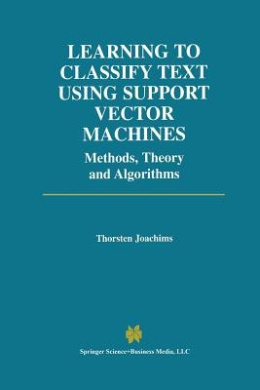 LEARNING TO
CLASSIFY TEXT
USING SUPPORT
VECTOR
MACHINES
Methods, Theory
and Algorithms
Thorsten Joachims
Springer Science+Business Media, LLC